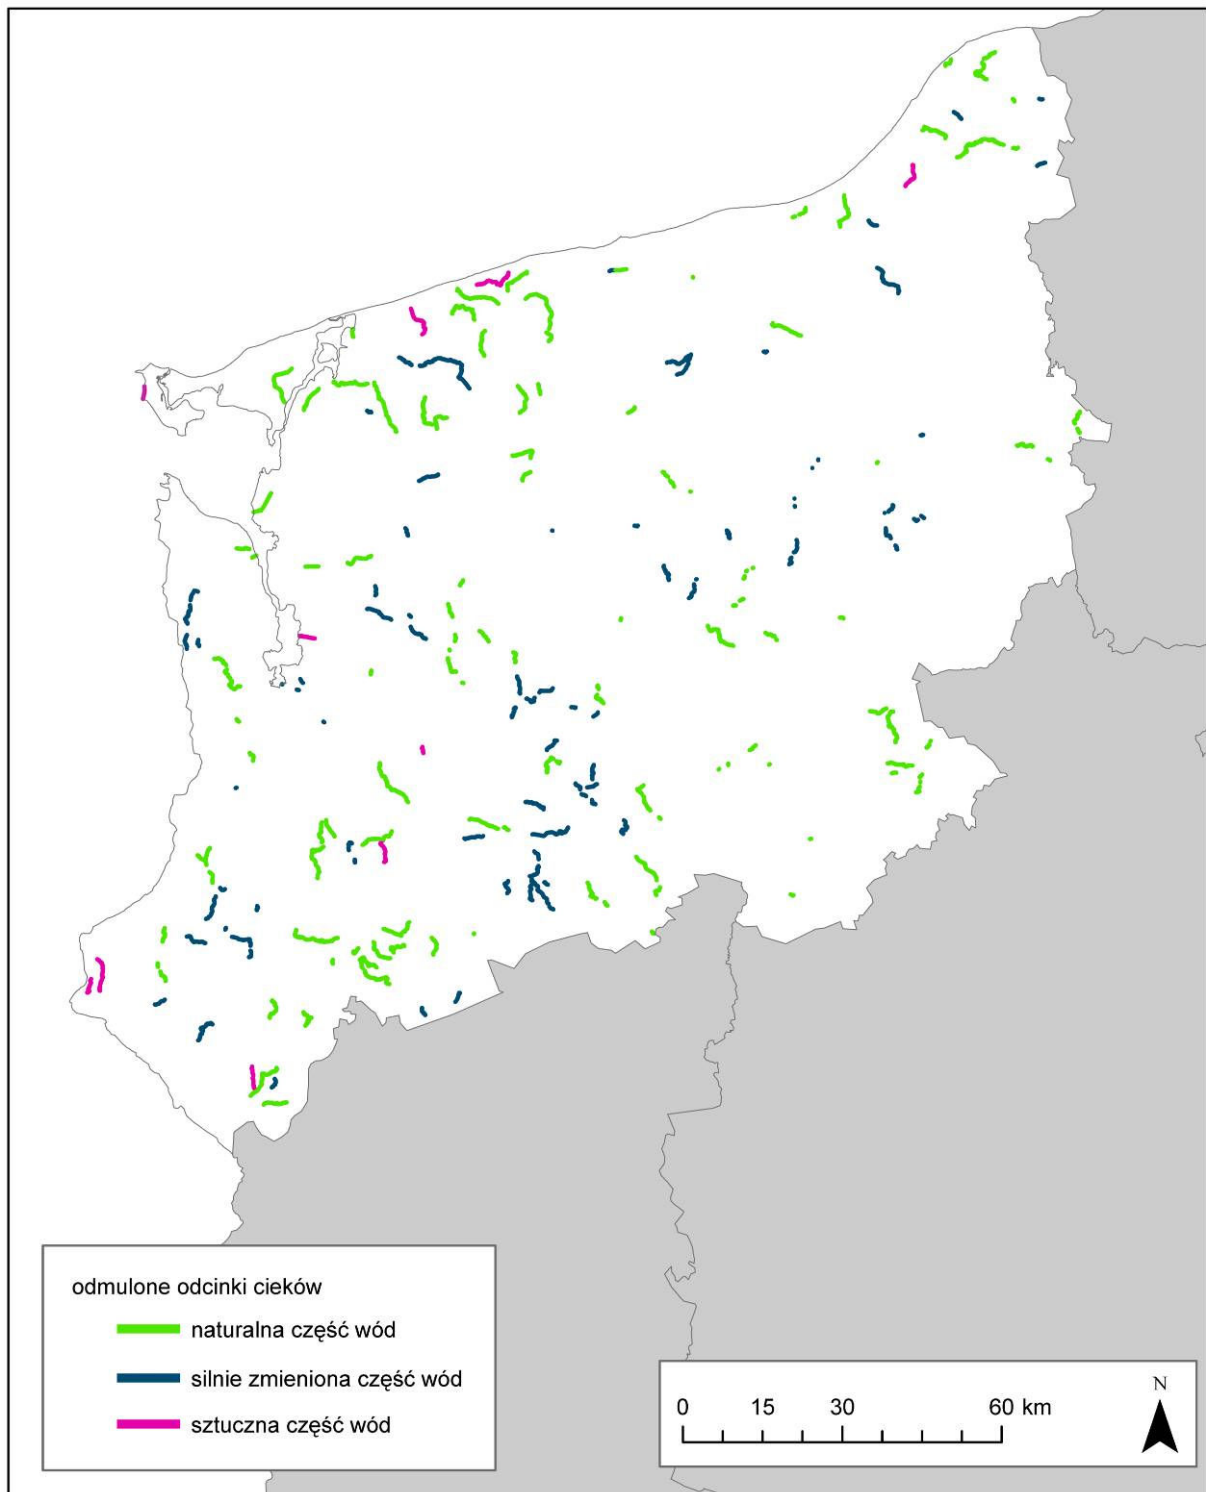 odmulone odcinki cieków
naturalna część wód
silnie zmieniona część wód
sztuczna część wód
0 15 30 60 km
N